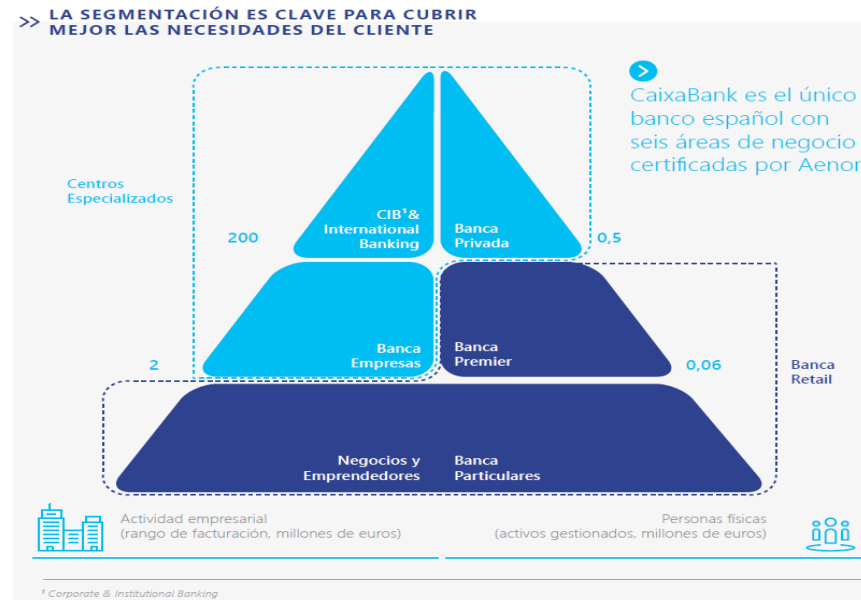 >> LA SEGMENTACIÓN ES CLAVE PARA CUBRIR
MEJOR LAS NECESIDADES DEL CLIENTE
CaixaBank es el único
banco español con
seis áreas de negocio
certificadas por Aenor
Centros
Especializados
200
CIB¹&
International
Banking
Banca
Privada
0,5
2
Banca
Empresas
Banca
Premier
0,06
Banca
Retail
Negocios y
Emprendedores
Banca
Particulares
Actividad empresarial
(rango de facturación, millones de euros)
Personas físicas
(activos gestionados, millones de euros)
¹ Corporate & Institutional Banking